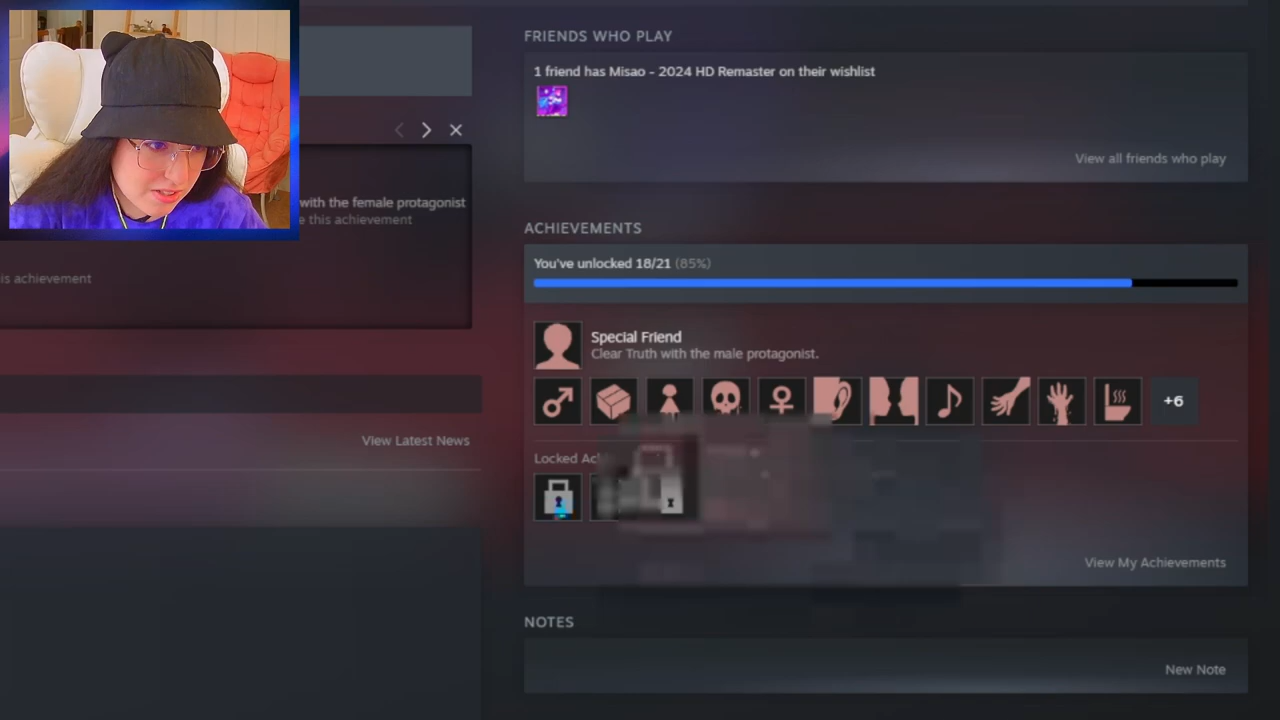 FRIENDS WHO PLAY
1 friend has Misao - 2024 HD Remaster on their wishlist
View all friends who play
with the female protagonist
this achievement
is achievement
ACHIEVEMENTS
You've unlocked 18/21 (85%)
Special Friend
Clear Truth with the male protagonist.
+6
View Latest News
Locked
View My Achievements
NOTES
New Note